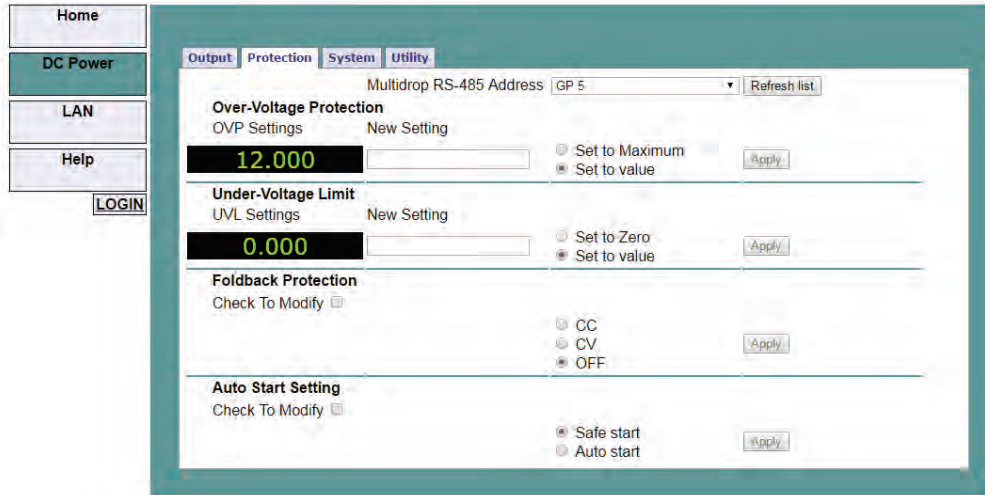 Home
DC Power
LAN
Help
LOGIN
Output Protection System Utility
Multidrop RS-485 Address GP 5 Refresh list
Over-Voltage Protection
OVP Settings New Setting
12.000 Set to Maximum
Set to value
Apply
Under-Voltage Limit
UVL Settings New Setting
0.000 Set to Zero
Set to value
Apply
Foldback Protection
Check To Modify
CC
CV
OFF
Apply
Auto Start Setting
Check To Modify
Safe start
Auto start
Apply